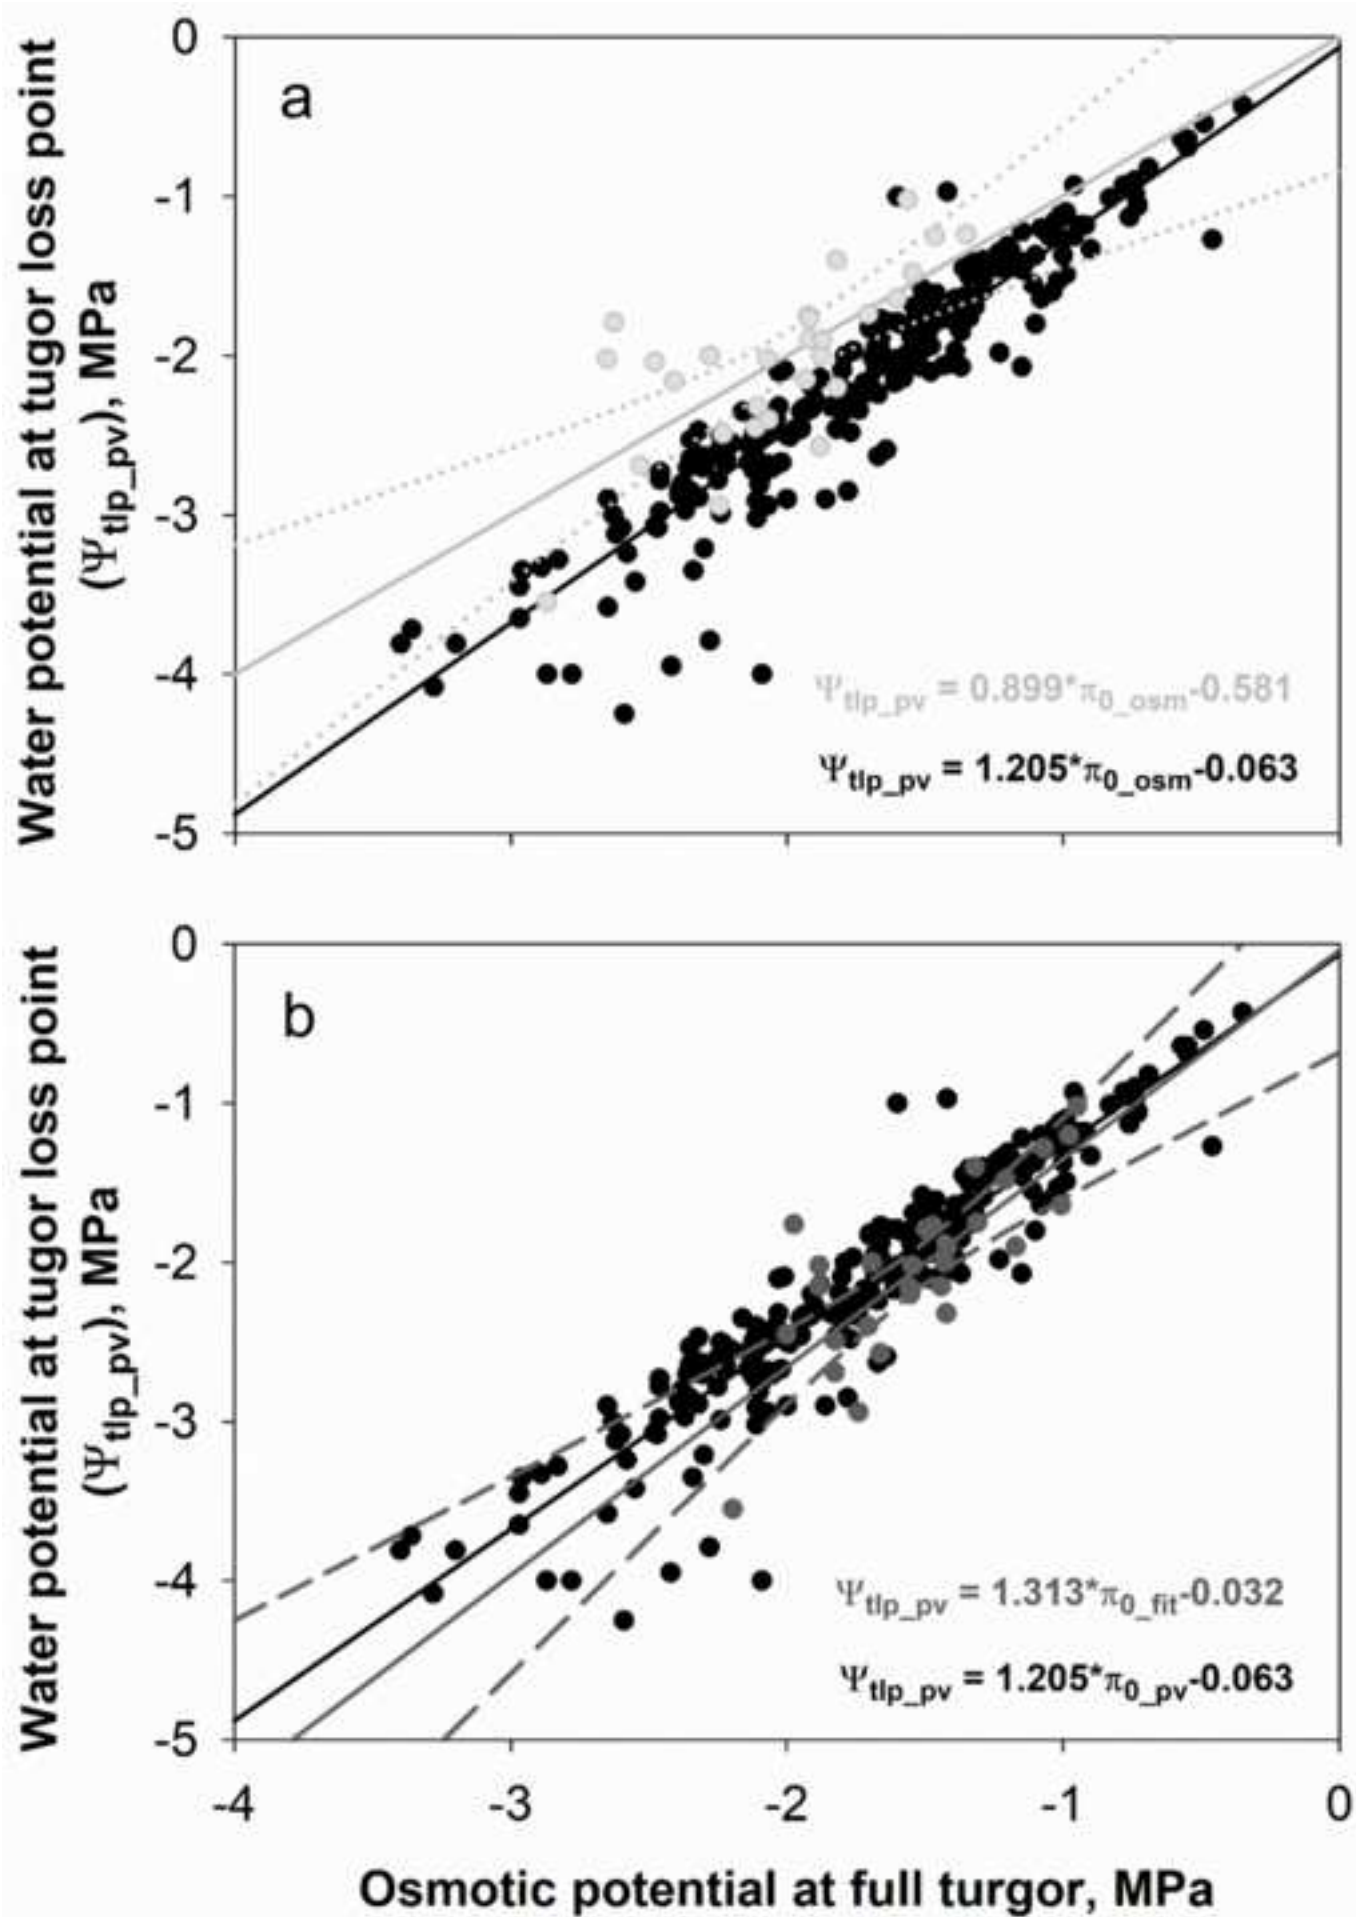 Water potential at tugor loss point
(Ψtlp_pv), MPa
0
-1
-2
-3
-4
-5
a
Ψtlp_pv = 0.899*π0_osm-0.581
Ψtlp_pv = 1.205*π0_osm-0.063
Water potential at tugor loss point
(Ψtlp_pv), MPa
0
-1
-2
-3
-4
-5
b
Ψtlp_pv = 1.313*π0_fit-0.032
Ψtlp_pv = 1.205*π0_pv-0.063
-4 -3 -2 -1 0
Osmotic potential at full turgor, MPa